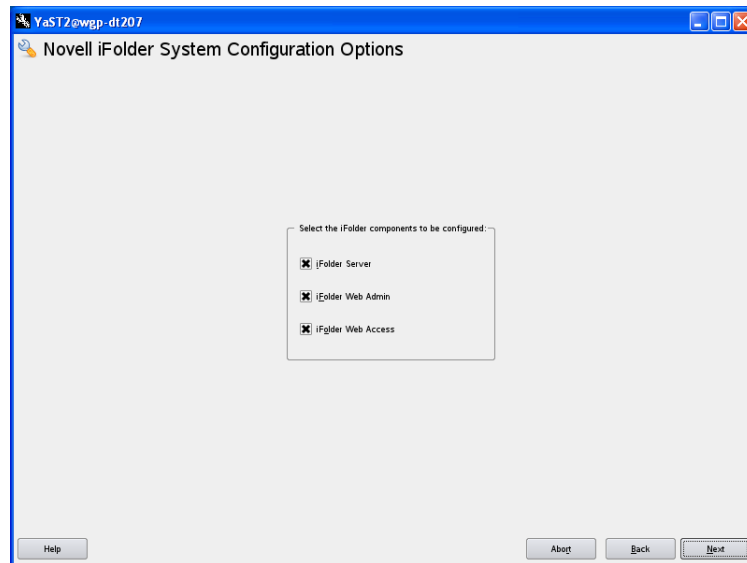 YaST2@wgp-dt207
Novell iFolder System Configuration Options
Select the iFolder components to be configured:
iFolder Server
iFolder Web Admin
iFolder Web Access
Help
Abort
Back
Next